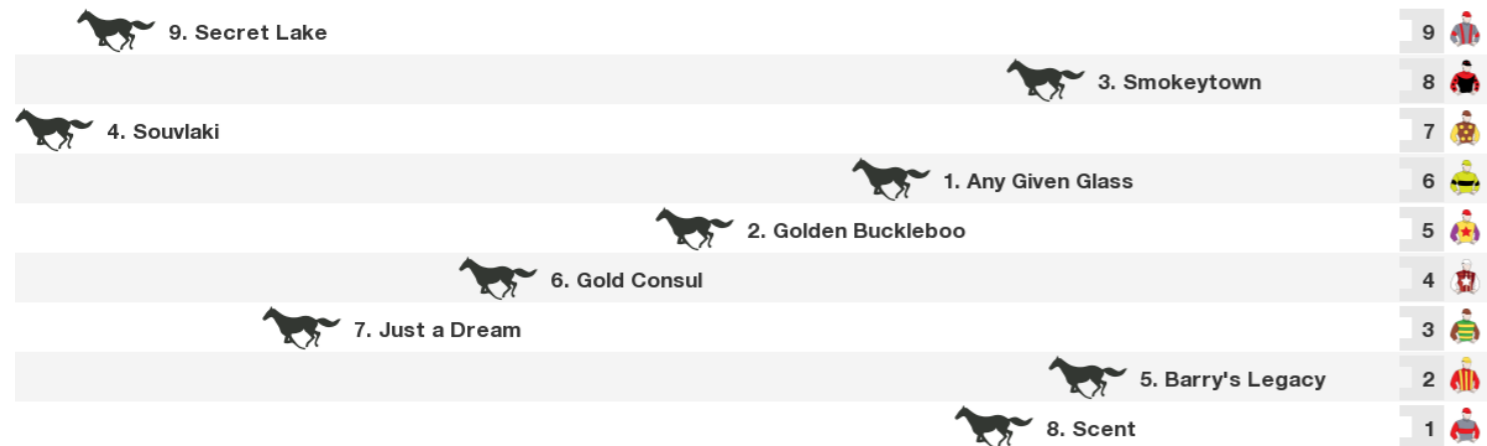 9. Secret Lake 9
3. Smokeytown 8
4. Souvlaki 7
1. Any Given Glass 6
2. Golden Buckleboo 5
6. Gold Consul 4
7. Just a Dream 3
5. Barry's Legacy 2
8. Scent 1